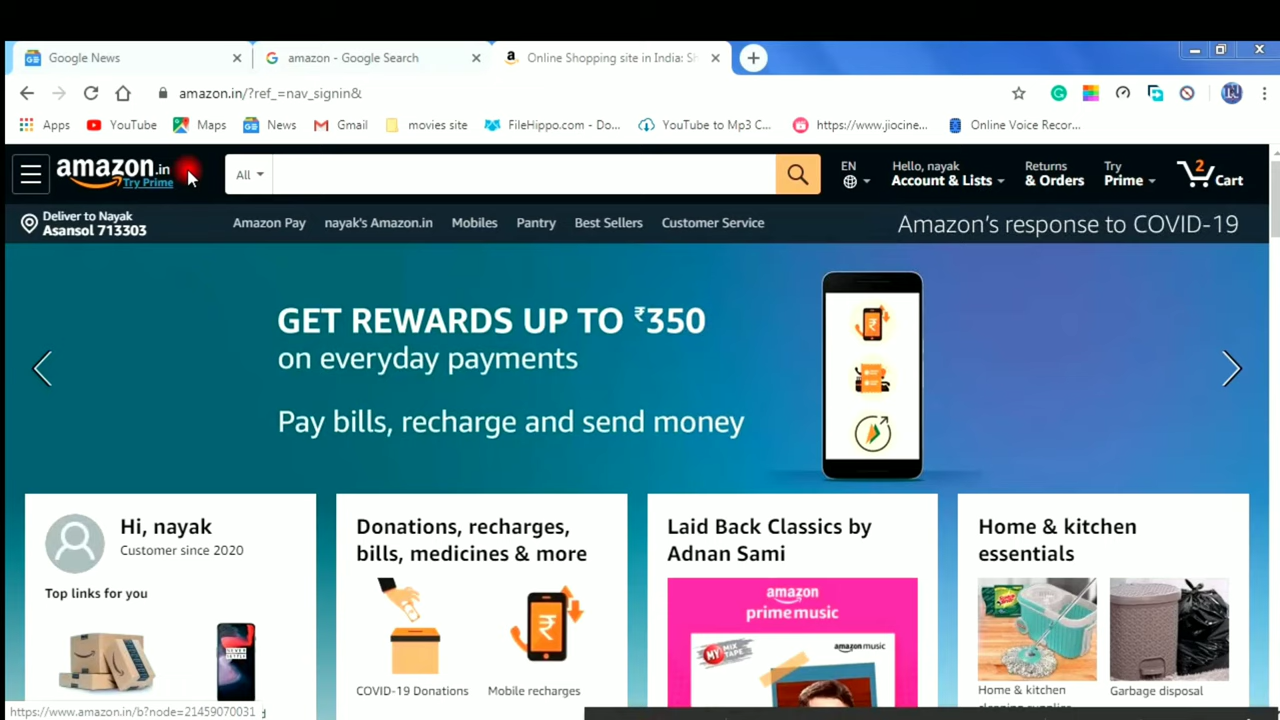 Google News
amazon - Google Search
Online Shopping site in India: Sh
amazon.in/?ref_=nav_signin&
Apps
YouTube
Maps
News
Gmail
movies site
FileHippo.com - Do...
YouTube to Mp3 C...
https://www.jiocine...
Online Voice Recor...
amazon.in
Try Prime
All
EN
Hello, nayak
Account & Lists
Returns
& Orders
Try
Prime
2
Cart
Deliver to Nayak
Asansol 713303
Amazon Pay
nayak's Amazon.in
Mobiles
Pantry
Best Sellers
Customer Service
Amazon's response to COVID-19
GET REWARDS UP TO ₹350
on everyday payments
Pay bills, recharge and send money
Hi, nayak
Customer since 2020
Top links for you
Donations, recharges,
bills, medicines & more
COVID-19 Donations
Mobile recharges
Laid Back Classics by
Adnan Sami
amazon
prime music
MY MIX
TAPE
amazon music
Home & kitchen
essentials
Home & kitchen
cleaning supplies
Garbage disposal
https://www.amazon.in/b?node=21459070031